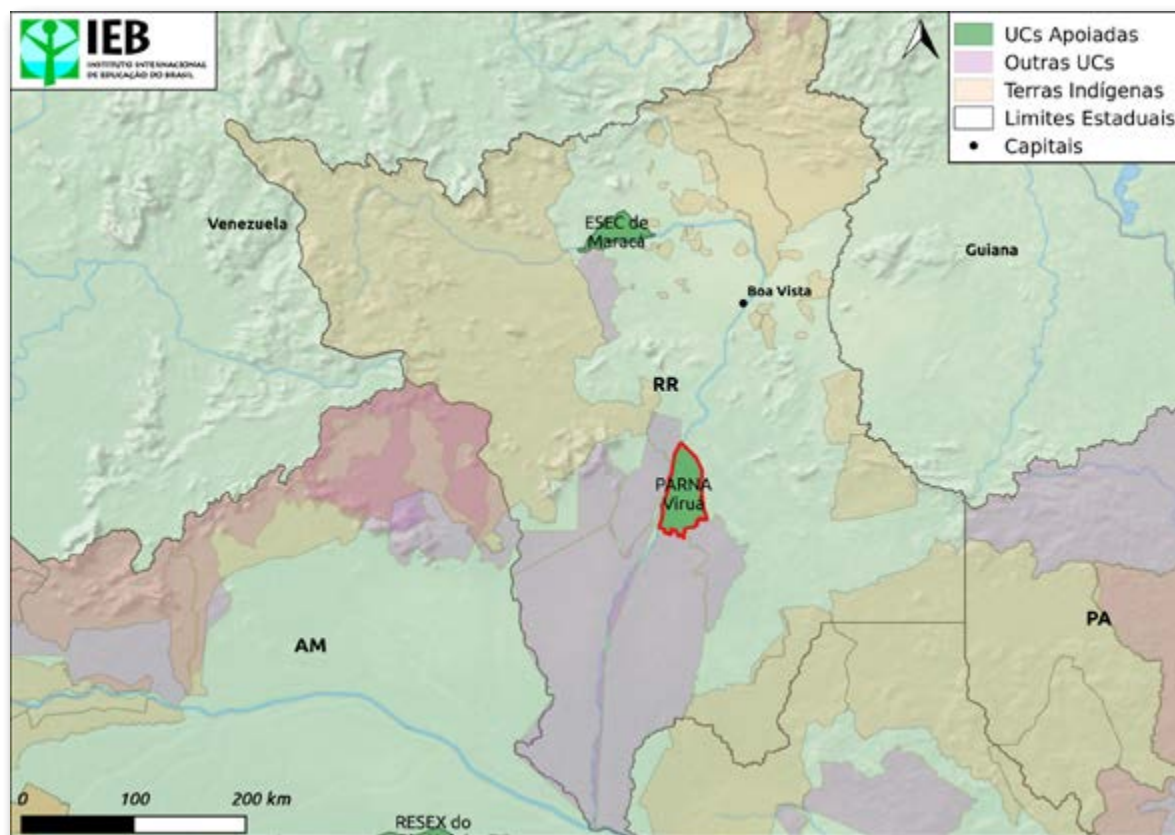 IEB
INSTITUTO INTERNACIONAL
DE EDUCAÇÃO DO BRASIL
UCs Apoiadas
Outras UCs
Terras Indígenas
Limites Estaduais
Capitais
Venezuela
ESEC de
Maracá
Guiana
Boa Vista
RR
PARNA
Viruá
AM
PA
0 100 200 km
RESEX do